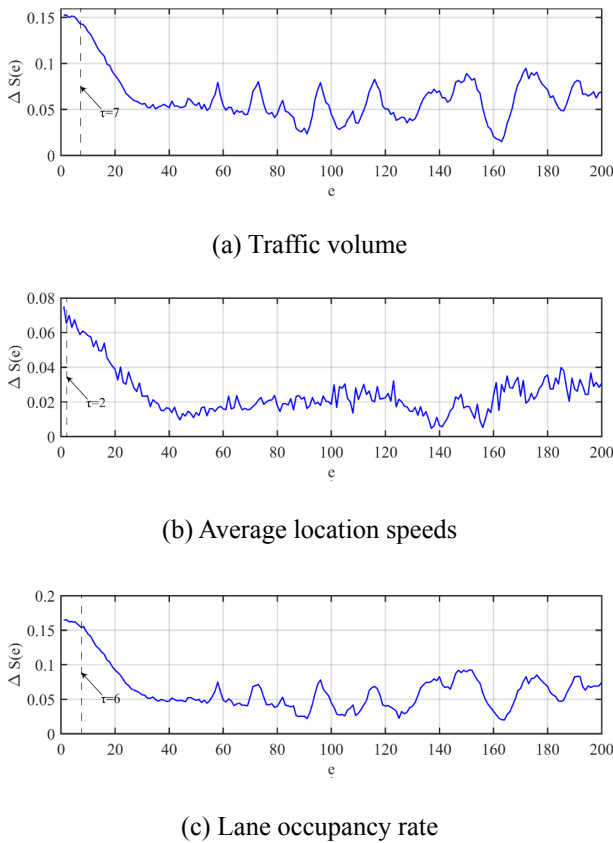 0.15
0.1
0.05
0
Δ S(e)
τ=7
0 20 40 60 80 100 120 140 160 180 200
e
(a) Traffic volume
0.08
0.06
0.04
0.02
0
Δ S(e)
τ=2
0 20 40 60 80 100 120 140 160 180 200
e
(b) Average location speeds
0.2
0.15
0.1
0.05
0
Δ S(e)
τ=6
0 20 40 60 80 100 120 140 160 180 200
e
(c) Lane occupancy rate